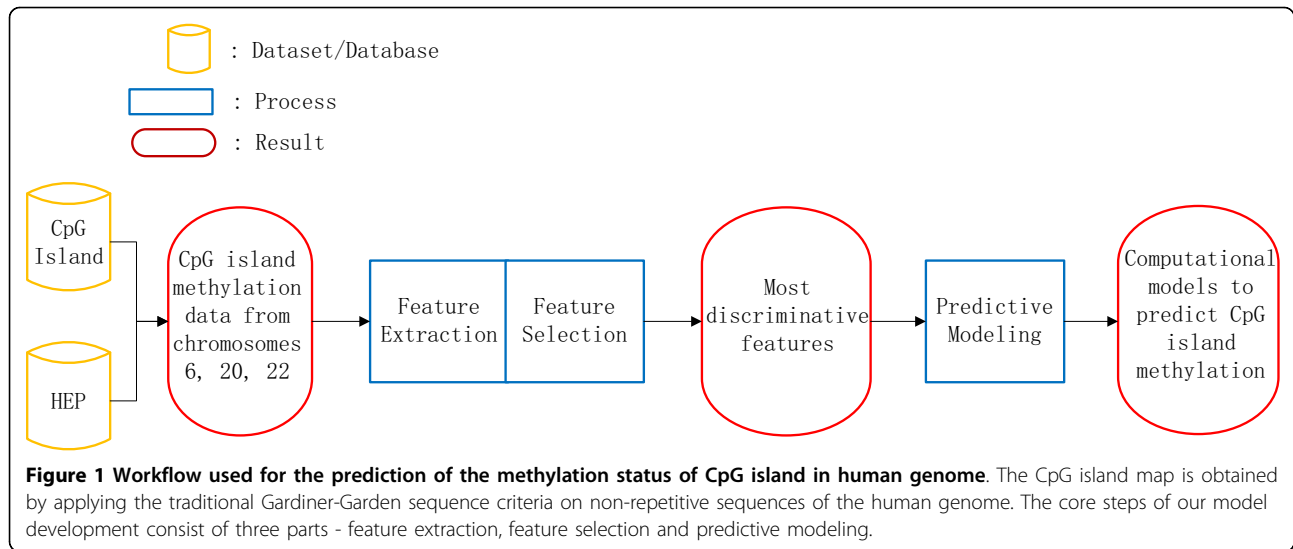 : Dataset/Database
: Process
: Result
CpG
Island
HEP
CpG island
methylation
data from
chromosomes
6, 20, 22
Feature
Extraction
Feature
Selection
Most
discriminative
features
Predictive
Modeling
Computational
models to
predict CpG
island
methylation
Figure 1 Workflow used for the prediction of the methylation status of CpG island in human genome. The CpG island map is obtained
by applying the traditional Gardiner-Garden sequence criteria on non-repetitive sequences of the human genome. The core steps of our model
development consist of three parts - feature extraction, feature selection and predictive modeling.